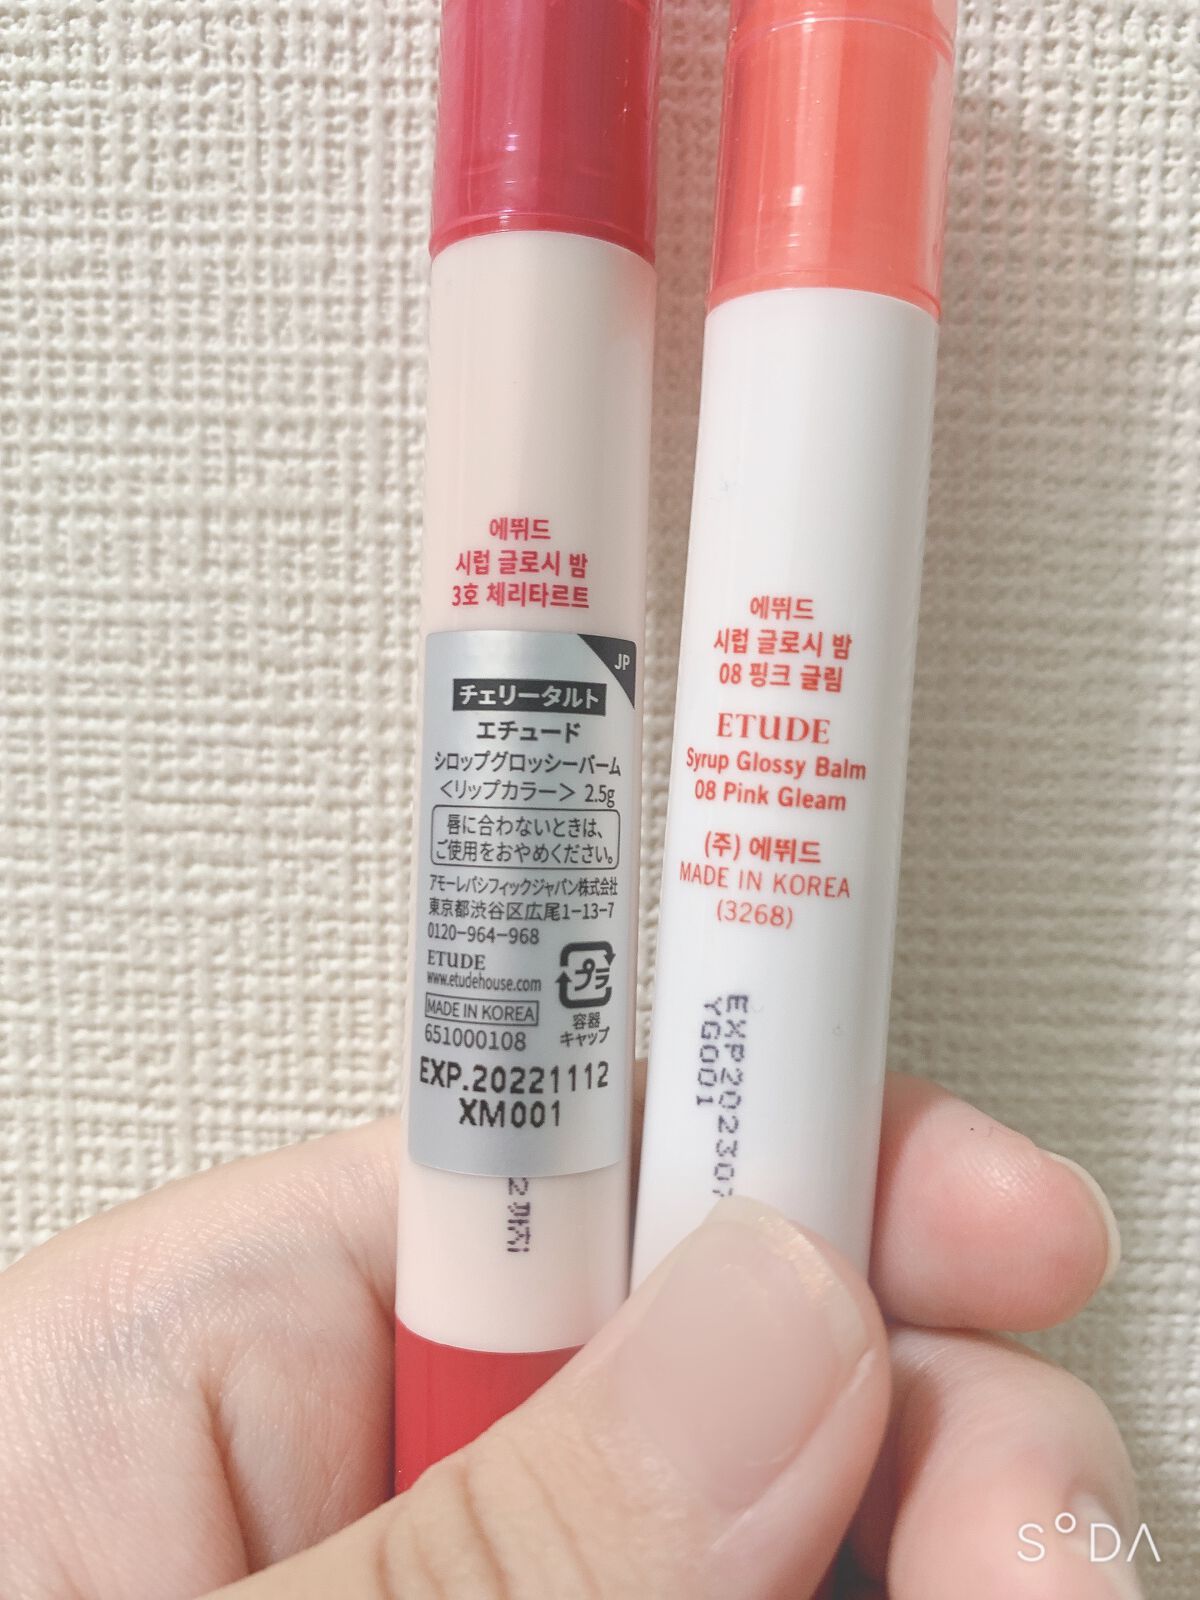 에뛰드
시럽 글로시 밤
3호 체리타르트
JP
チェリータルト
エチュード
シロップグロッシーバーム
＜リップカラー＞ 2.5g
唇に合わないときは、
ご使用をおやめください。
アモーレパシフィックジャパン株式会社
東京都渋谷区広尾1-13-7
0120-964-968
ETUDE
www.etudehouse.com
MADE IN KOREA
651000108
プラ
容器
キャップ
EXP.20221112
XM001
2까지
에뛰드
시럽 글로시 밤
08 핑크 글림
ETUDE
Syrup Glossy Balm
08 Pink Gleam
(주) 에뛰드
MADE IN KOREA
(3268)
EXP202307
YG001
SODA